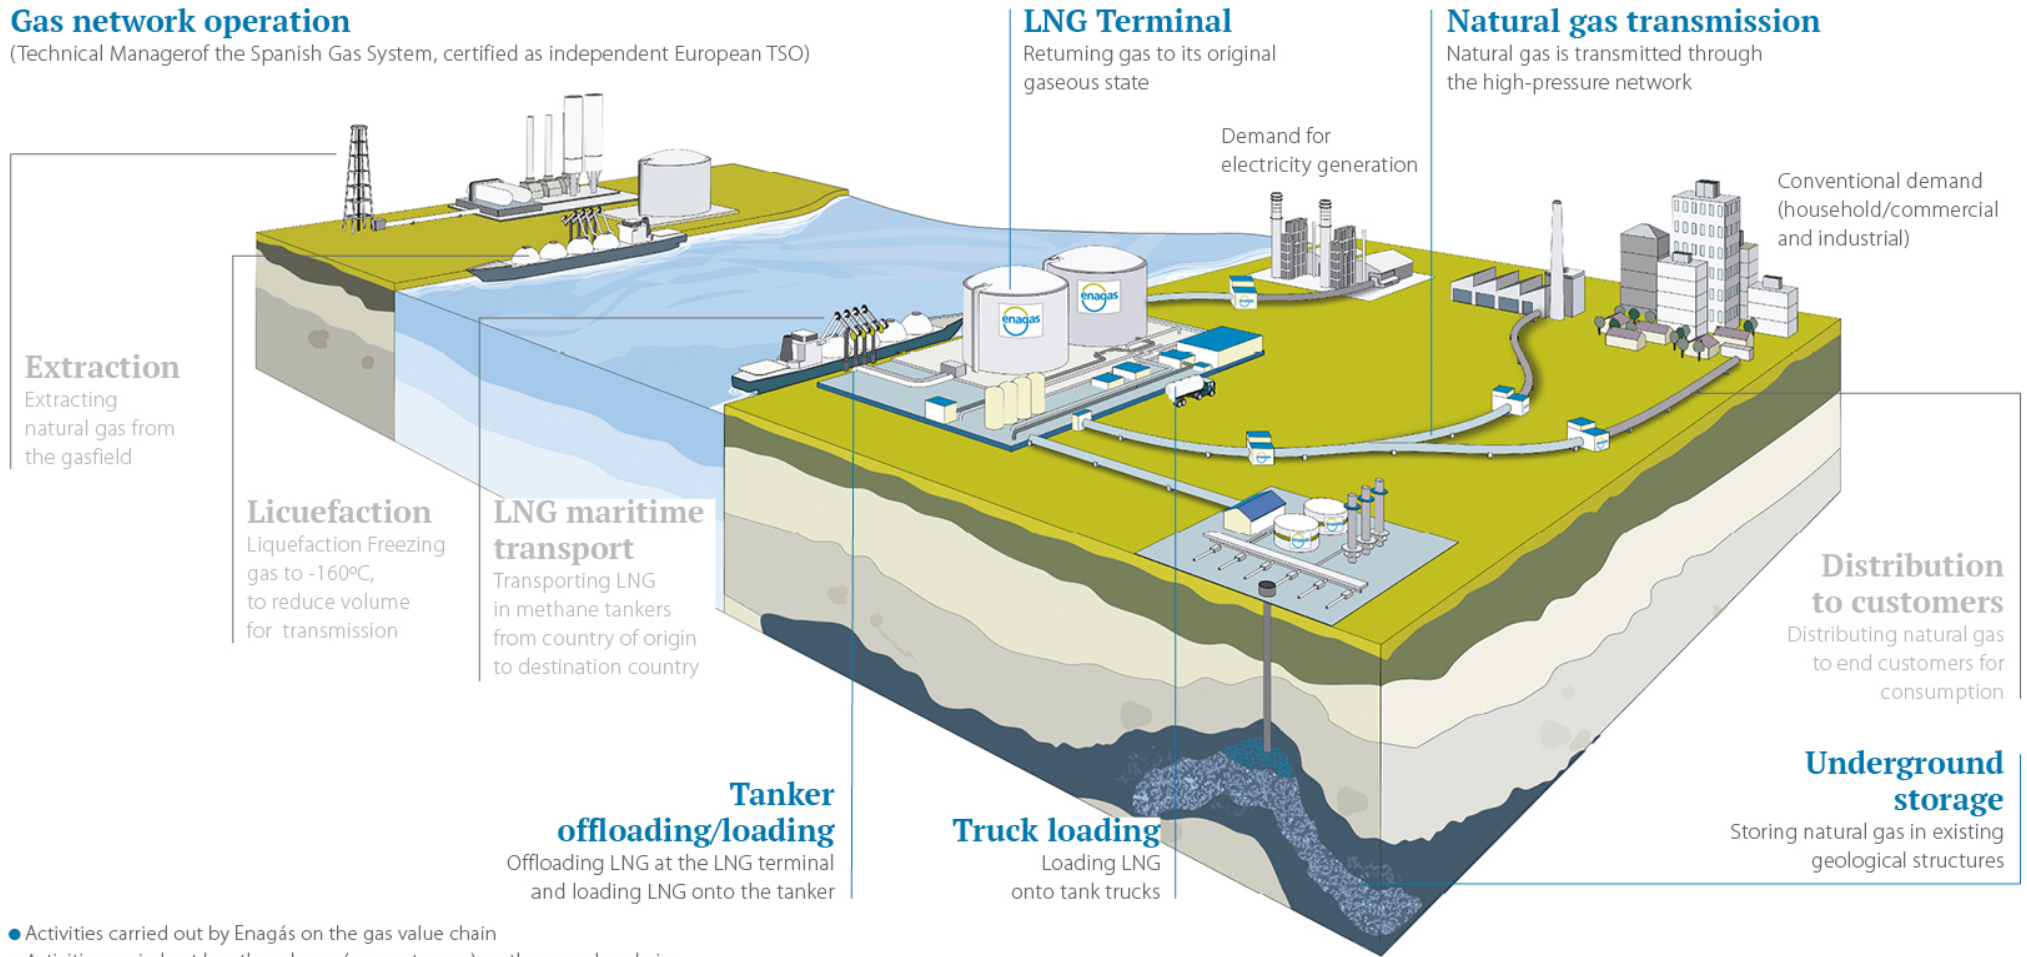 Gas network operation
(Technical Managerof the Spanish Gas System, certified as independent European TSO)
LNG Terminal
Returning gas to its original
gaseous state
Natural gas transmission
Natural gas is transmitted through
the high-pressure network
Demand for
electricity generation
Conventional demand
(household/commercial
and industrial)
enagas
enagas
Extraction
Extracting
natural gas from
the gasfield
Licuefaction
Liquefaction Freezing
gas to -160ºC,
to reduce volume
for transmission
LNG maritime
transport
Transporting LNG
in methane tankers
from country of origin
to destination country
Distribution
to customers
Distributing natural gas
to end customers for
consumption
Tanker
offloading/loading
Offloading LNG at the LNG terminal
and loading LNG onto the tanker
Truck loading
Loading LNG
onto tank trucks
Underground
storage
Storing natural gas in existing
geological structures
Activities carried out by Enagás on the gas value chain